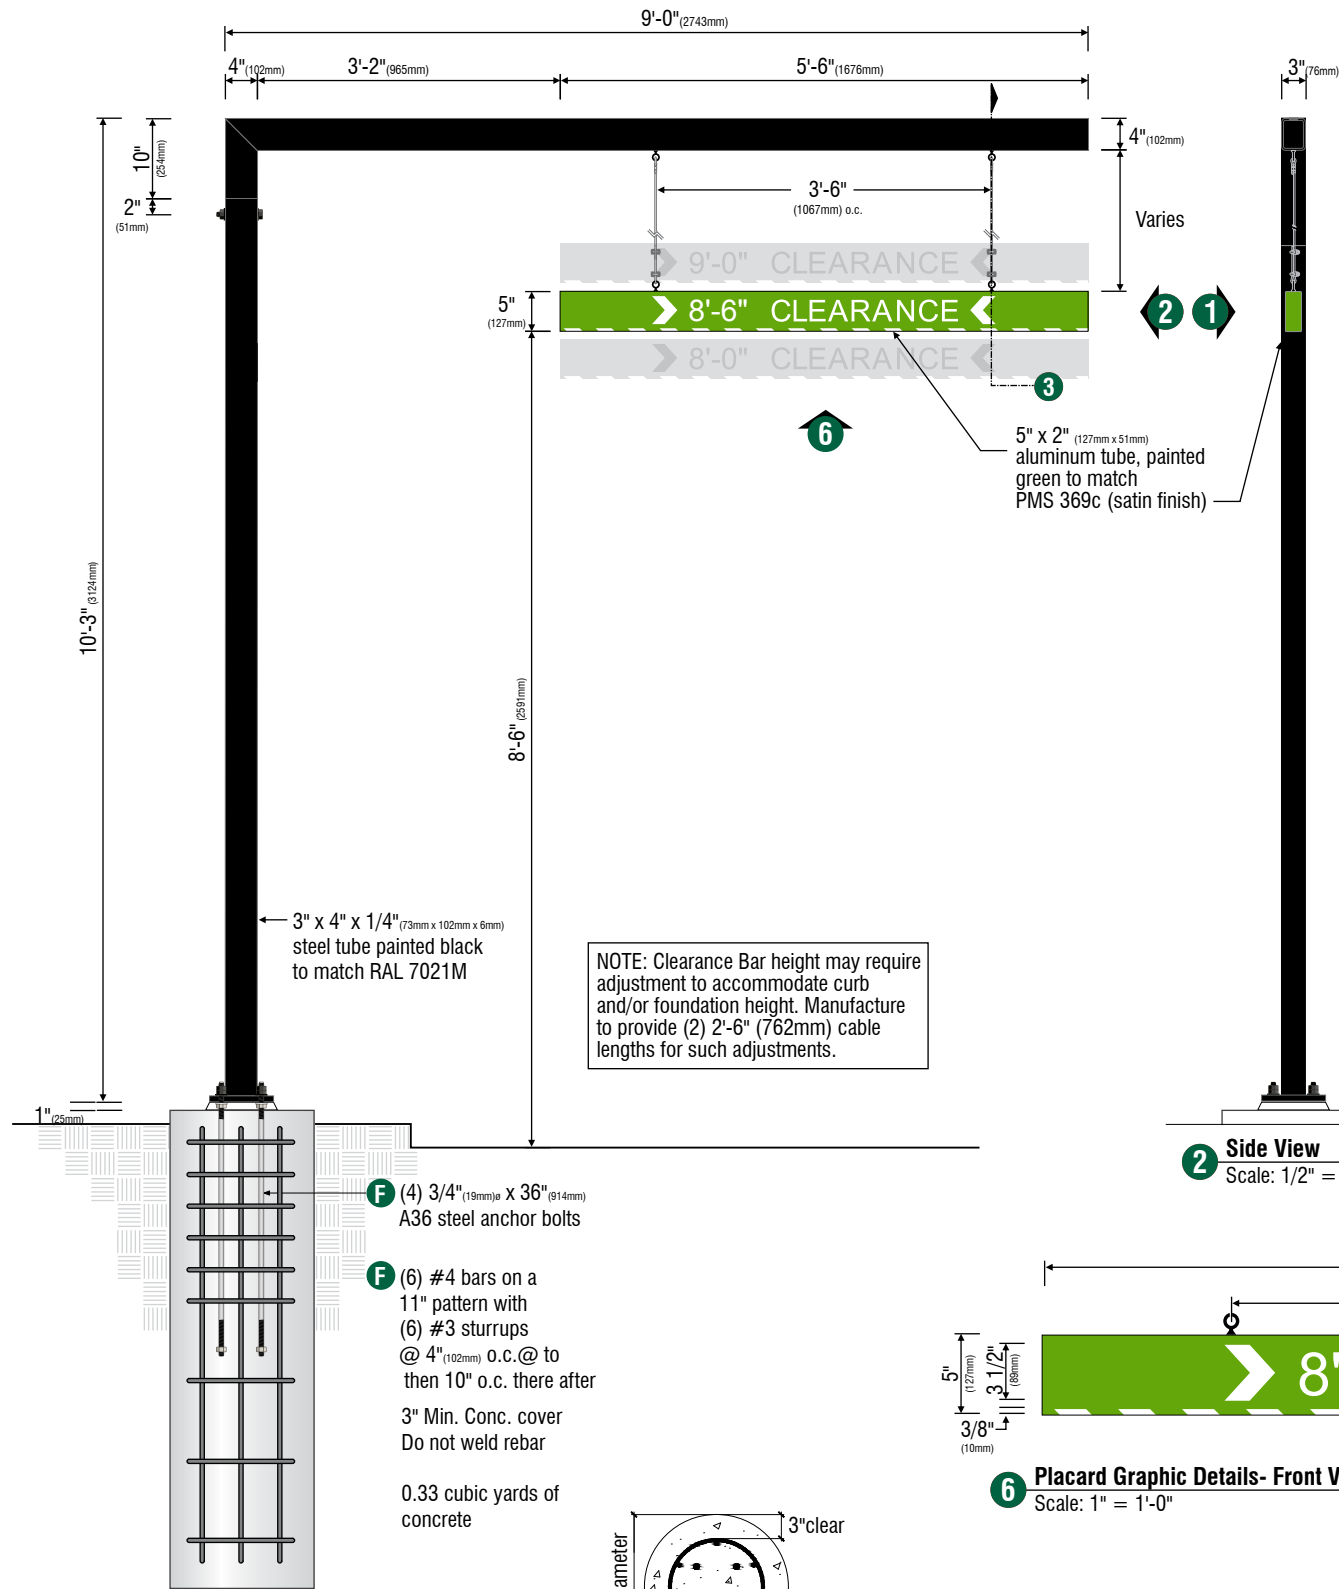 9'-0" (2743mm)
4" (102mm) 3'-2" (965mm) 5'-6" (1676mm) 3" (76mm)
10" (254mm)
2" (51mm)
4" (102mm)
3'-6"
(1067mm) o.c.
Varies
9'-0" CLEARANCE
5"
(127mm)
8'-6" CLEARANCE
2 1
8'-0" CLEARANCE
3
6
5" x 2" (127mm x 51mm)
aluminum tube, painted
green to match
PMS 369c (satin finish)
10'-3" (3124mm)
8'-6" (2591mm)
3" x 4" x 1/4" (73mm x 102mm x 6mm)
steel tube painted black
to match RAL 7021M
NOTE: Clearance Bar height may require
adjustment to accommodate curb
and/or foundation height. Manufacture
to provide (2) 2'-6" (762mm) cable
lengths for such adjustments.
1" (25mm)
2 Side View
Scale: 1/2" =
F (4) 3/4" (19mm)ø x 36" (914mm)
A36 steel anchor bolts
F (6) #4 bars on a
11" pattern with
(6) #3 sturrups
@ 4" (102mm) o.c.@ to
then 10" o.c. there after
3" Min. Conc. cover
Do not weld rebar
0.33 cubic yards of
concrete
5"
(127mm)
3 1/2"
(89mm)
3/8"
(10mm)
8'
6 Placard Graphic Details- Front V
Scale: 1" = 1'-0"
3"clear
ameter